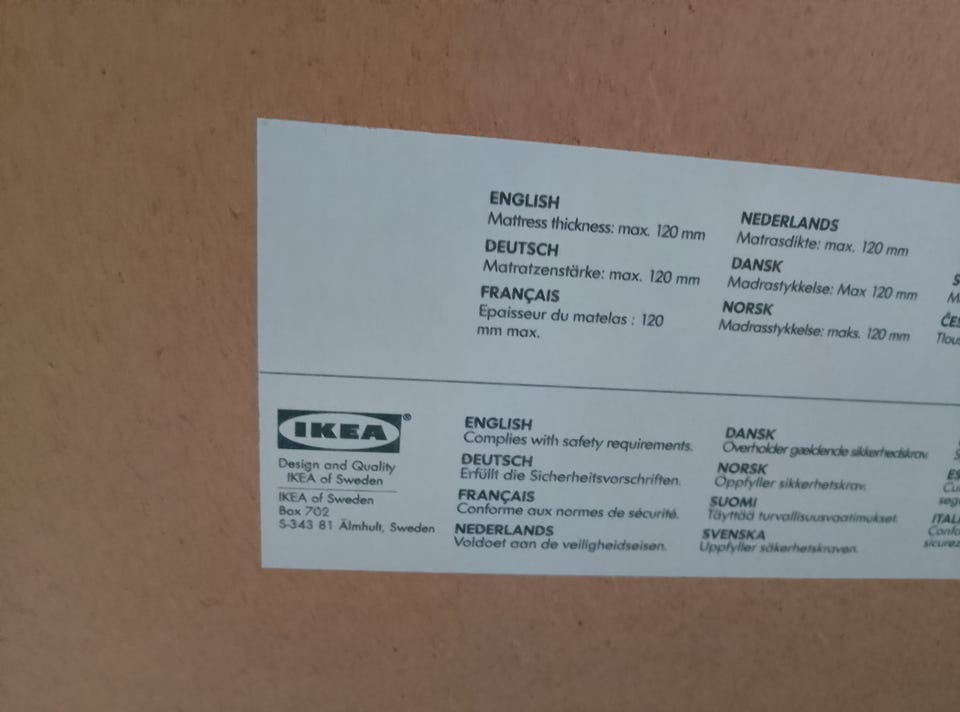 ENGLISH
Mattress thickness: max. 120 mm
DEUTSCH
Matratzenstärke: max. 120 mm
FRANÇAIS
Epaisseur du matelas : 120
mm max.
NEDERLANDS
Matrasdikte: max. 120 mm
DANSK
Madrastykkelse: Max 120 mm
NORSK
Madrasstykkelse: maks. 120 mm
IKEA®
Design and Quality
IKEA of Sweden
IKEA of Sweden
Box 702
S-343 81 Älmhult, Sweden
ENGLISH
Complies with safety requirements.
DEUTSCH
Erfüllt die Sicherheitsvorschriften.
FRANÇAIS
Conforme aux normes de sécurité.
NEDERLANDS
Voldoet aan de veiligheidseisen.
DANSK
Overholder gældende sikkerhedskrav.
NORSK
Oppfyller sikkerhetskrav.
SUOMI
Täyttää turvallisuusvaatimukset.
SVENSKA
Uppfyller säkerhetskraven.